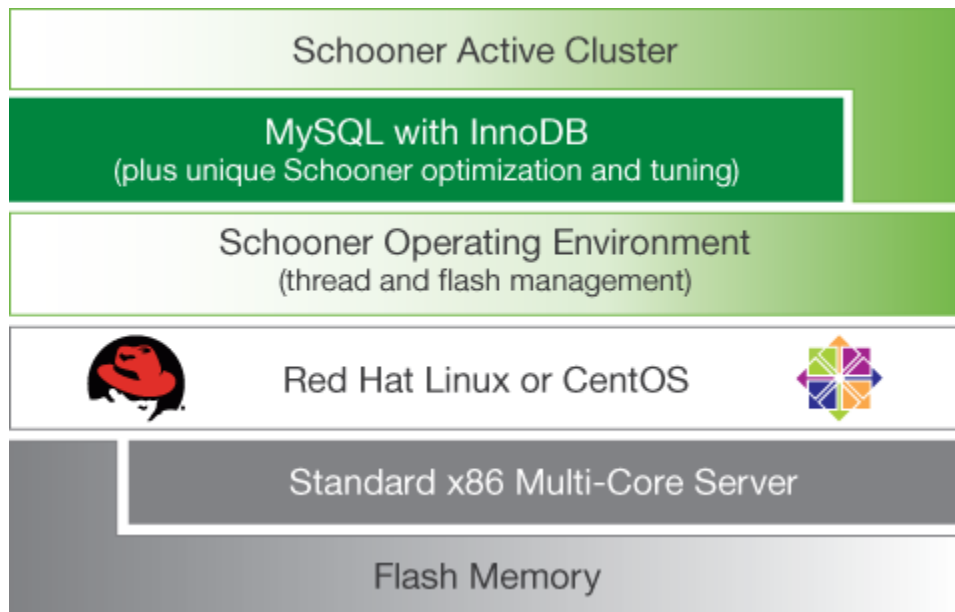 Schooner Active Cluster
MySQL with InnoDB
(plus unique Schooner optimization and tuning)
Schooner Operating Environment
(thread and flash management)
Red Hat Linux or CentOS
Standard x86 Multi-Core Server
Flash Memory